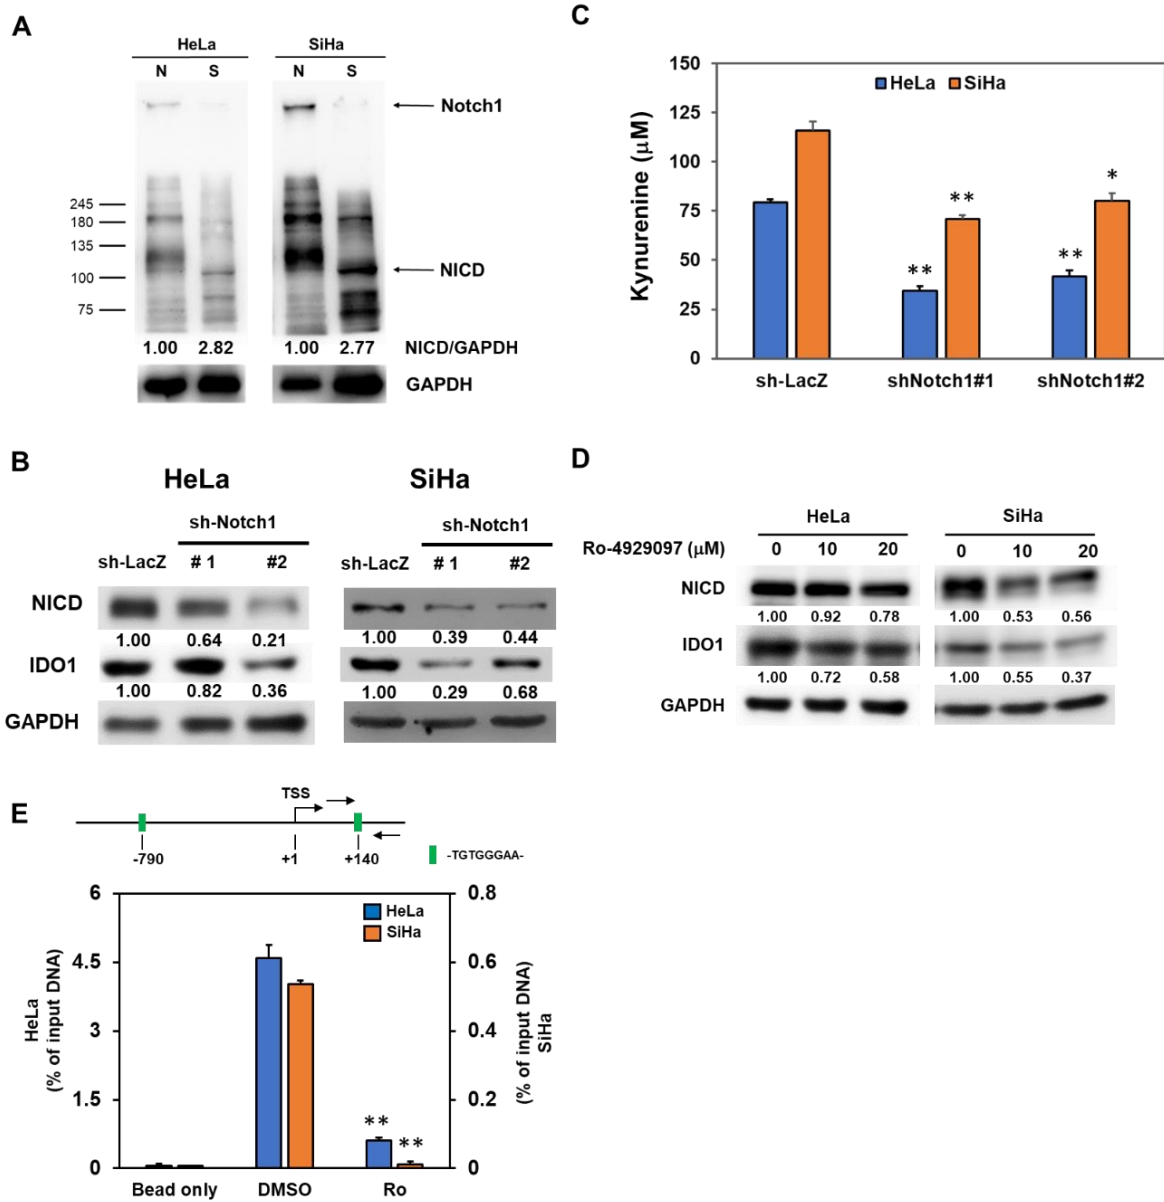 A
HeLa SiHa
N S N S
Notch1
245
180
135
100
75
NICD
1.00 2.82 1.00 2.77 NICD/GAPDH
GAPDH
B
HeLa SiHa
sh-Notch1 sh-Notch1
sh-LacZ # 1 #2 sh-LacZ # 1 #2
NICD
1.00 0.64 0.21 1.00 0.39 0.44
IDO1
1.00 0.82 0.36 1.00 0.29 0.68
GAPDH
C
Kynurenine (µM)
150
125
100
75
50
25
0
HeLa SiHa
** ** ** *
sh-LacZ shNotch1#1 shNotch1#2
D
HeLa SiHa
Ro-4929097 (µM) 0 10 20 0 10 20
NICD
1.00 0.92 0.78 1.00 0.53 0.56
IDO1
1.00 0.72 0.58 1.00 0.55 0.37
GAPDH
E
TSS
-790 +1 +140 -TGTGGGAA-
HeLa
(% of input DNA)
6
4.5
3
1.5
0
HeLa
SiHa
** **
0.8
0.6
0.4
0.2
0
(% of input DNA)
SiHa
Bead only DMSO Ro